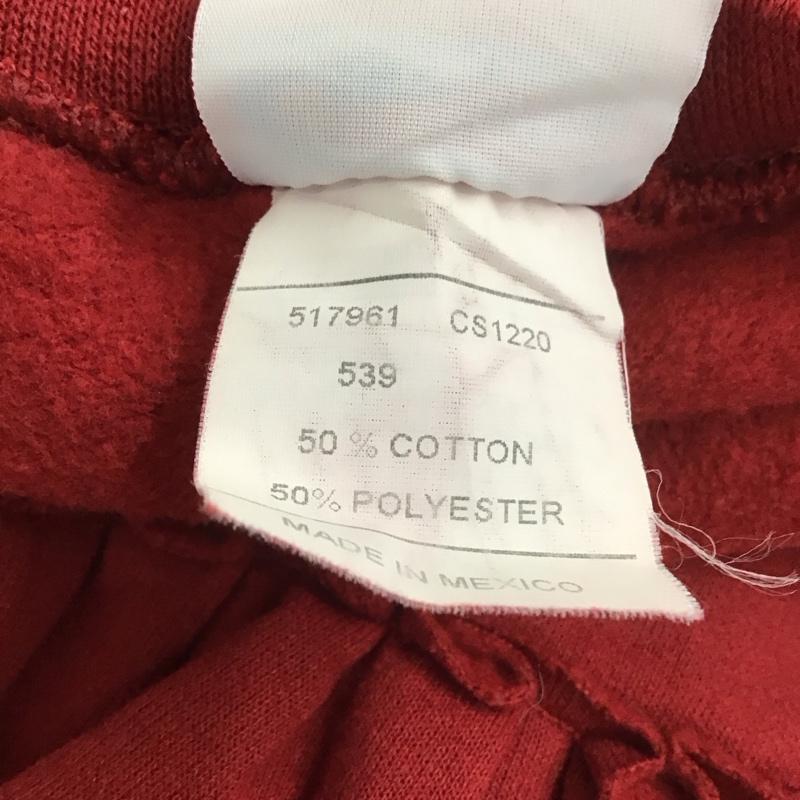 517961 CS1220
539
50 % COTTON
50% POLYESTER
MADE IN MEXICO